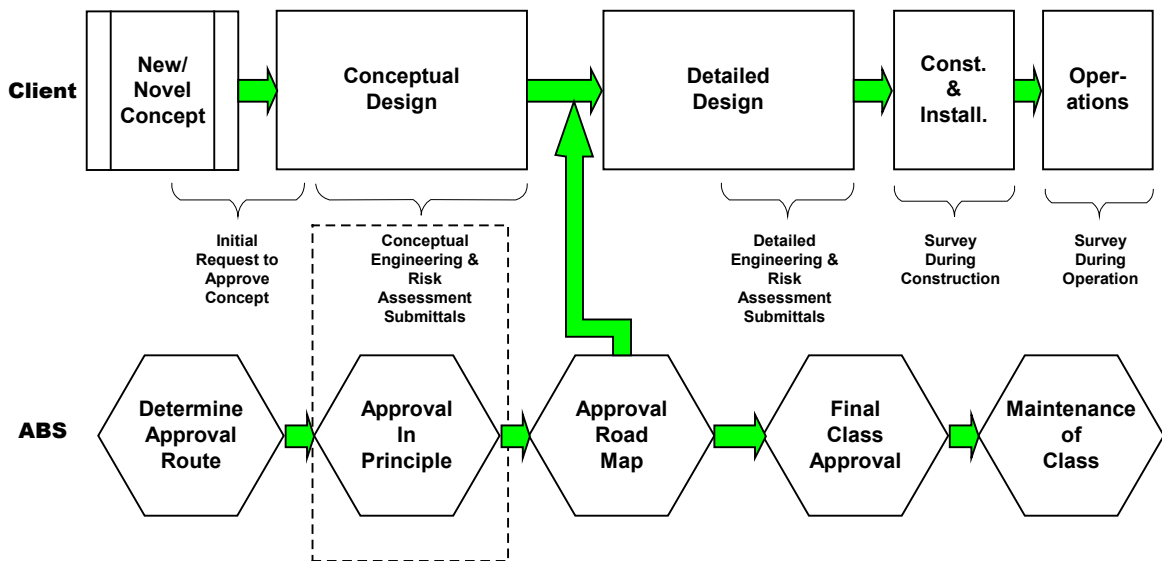 Client
New/
Novel
Concept
Conceptual
Design
Detailed
Design
Const.
&
Install.
Oper-
ations
Initial
Request to
Approve
Concept
Conceptual
Engineering &
Risk
Assessment
Submittals
Detailed
Engineering &
Risk
Assessment
Submittals
Survey
During
Construction
Survey
During
Operation
ABS
Determine
Approval
Route
Approval
In
Principle
Approval
Road
Map
Final
Class
Approval
Maintenance
of
Class